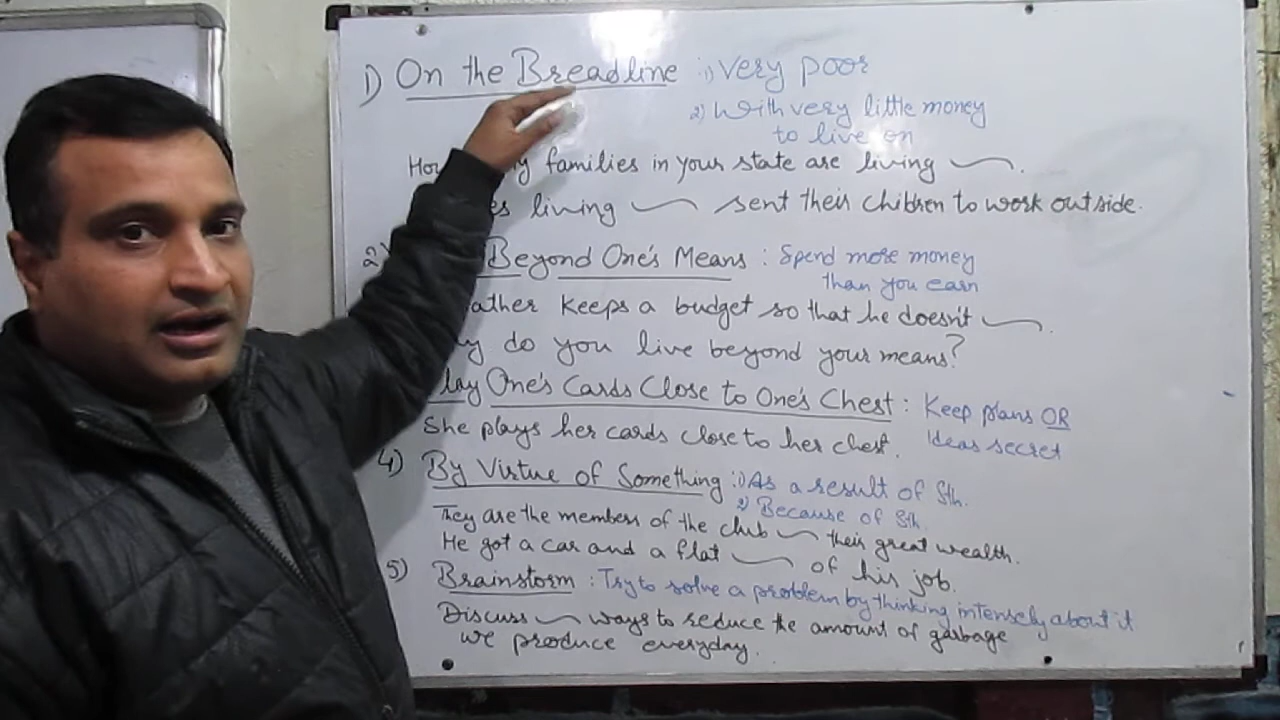 1) On the Breadline : 1) Very poor
2) With very little money
to live on
families in your state are living .
living sent their children to work outside.
2) Beyond One's Means : Spend more money
than you earn
keeps a budget so that he doesn't .
do you live beyond your means?
Play One's Cards Close to One's Chest : Keep plans OR
She plays her cards close to her chest. Ideas secret
4) By Virtue of Something : 1) As a result of Sth.
2) Because of Sth.
They are the members of the club their great wealth.
He got a car and a flat of his job.
5) Brainstorm : Try to solve a problem by thinking intensely about it
Discuss ways to reduce the amount of garbage
we produce everyday.